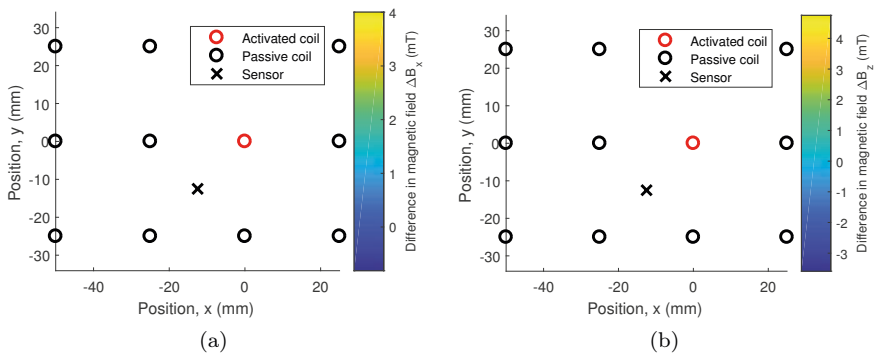 30
20
10
0
-10
-20
-30
Position, y (mm)
-40
-20
0
20
Position, x (mm)
Activated coil
Passive coil
Sensor
4
3
2
1
0
Difference in magnetic field ΔBx (mT)
(a)
30
20
10
0
-10
-20
-30
Position, y (mm)
-40
-20
0
20
Position, x (mm)
Activated coil
Passive coil
Sensor
4
3
2
1
0
-1
-2
-3
Difference in magnetic field ΔBz (mT)
(b)